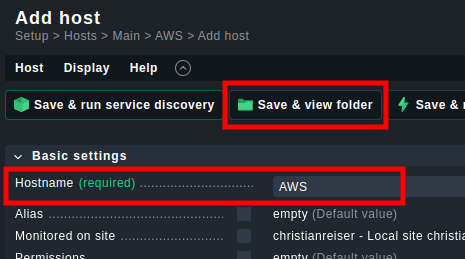 Add host
Setup > Hosts > Main > AWS > Add host
Host Display Help
Save & run service discovery Save & view folder Save &
Basic settings
Hostname (required) AWS
Alias empty (Default value)
Monitored on site christianreiser - Local site
Permissions empty (Default value)